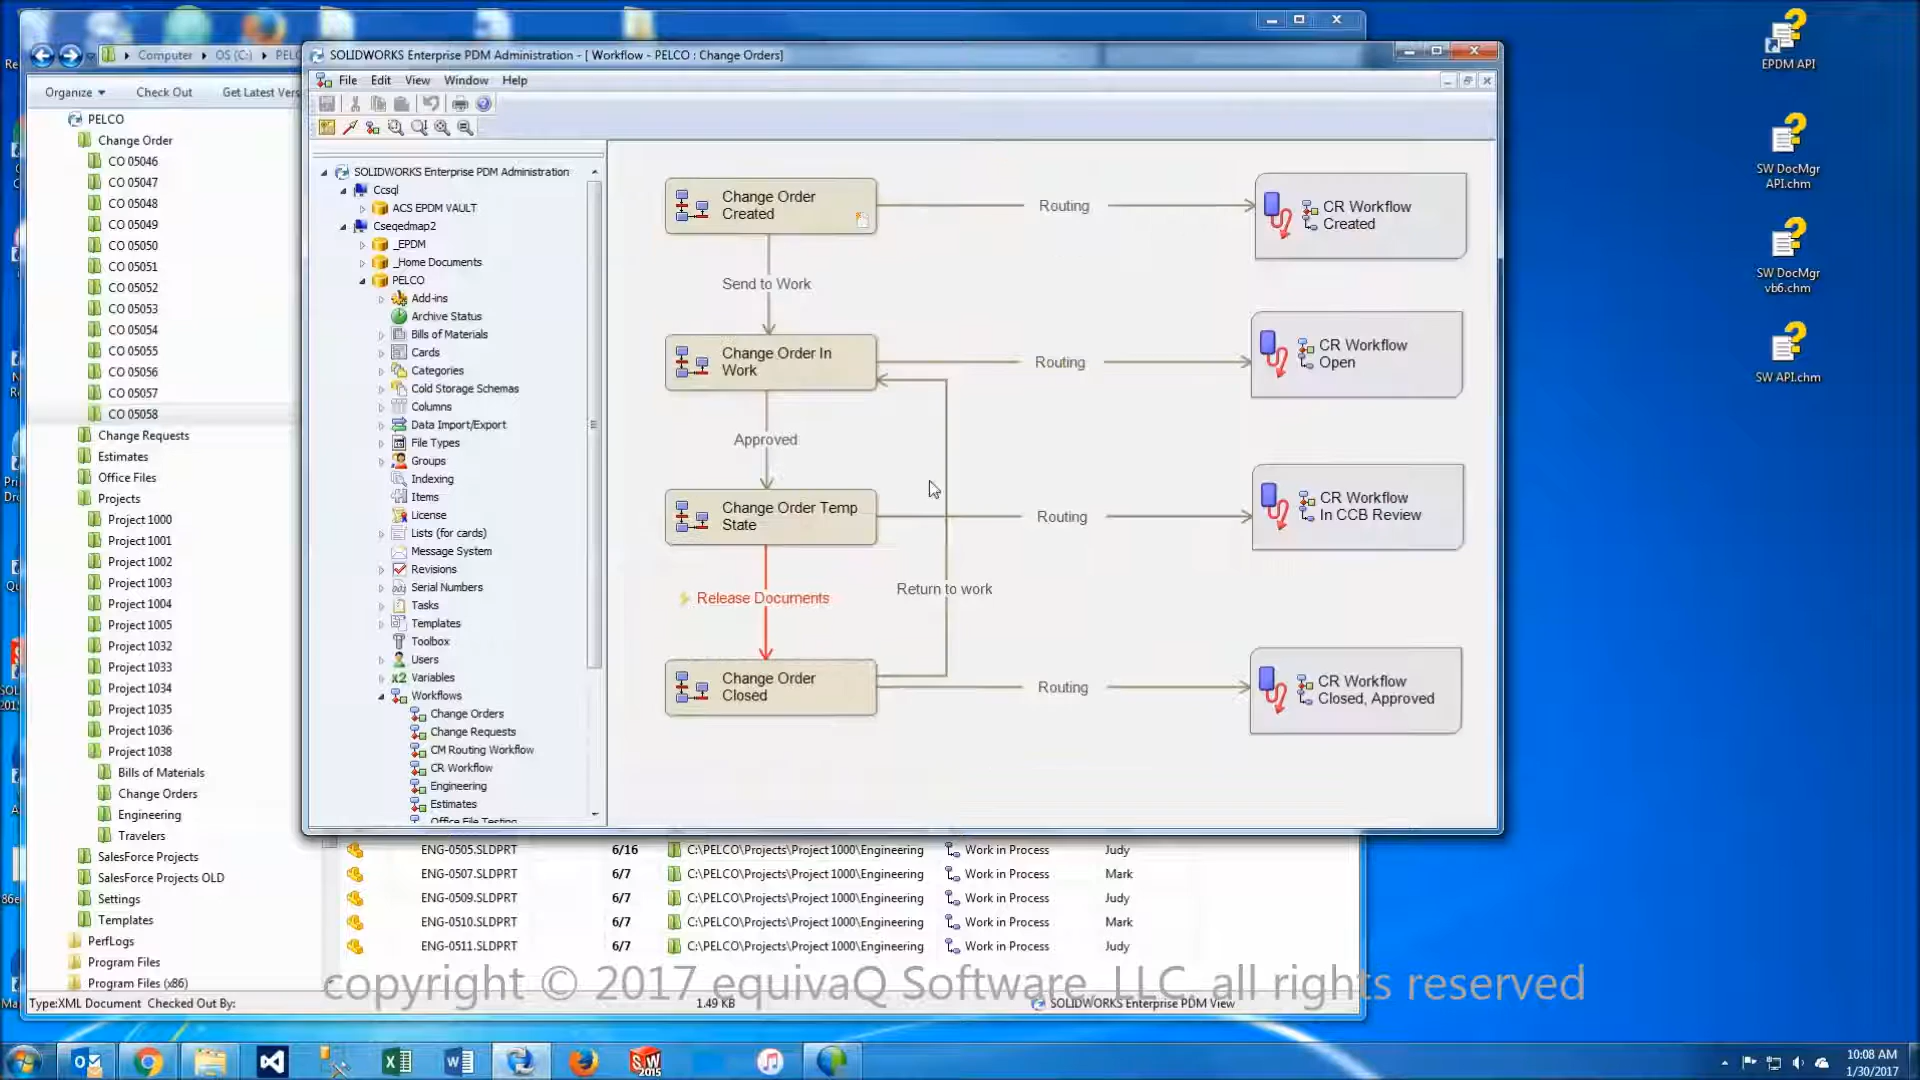 SOLIDWORKS Enterprise PDM Administration - [ Workflow - PELCO : Change Orders]
Computer
OS (C:)
Organize
Check Out
File
Edit
View
Window
Help
PELCO
Change Order
CO 05046
CO 05047
CO 05048
CO 05049
CO 05050
CO 05051
CO 05052
CO 05053
CO 05054
CO 05055
CO 05056
CO 05057
CO 05058
Change Requests
Estimates
Office Files
Projects
Project 1000
Project 1001
Project 1002
Project 1003
Project 1004
Project 1005
Project 1032
Project 1033
Project 1034
Project 1035
Project 1036
Project 1038
Bills of Materials
Change Orders
Engineering
Travelers
SalesForce Projects
SalesForce Projects OLD
Settings
Templates
PerfLogs
Program Files
Program Files (x86)
Type:XML Document Checked Out By:
SOLIDWORKS Enterprise PDM Administration
Ccsql
ACS EPDM VAULT
Cseqedmap2
_EPDM
_Home Documents
PELCO
Add-ins
Archive Status
Bills of Materials
Cards
Categories
Cold Storage Schemas
Columns
Data Import/Export
File Types
Groups
Indexing
Items
License
Lists (for cards)
Message System
Revisions
Serial Numbers
Tasks
Templates
Toolbox
Users
Variables
Workflows
Change Orders
Change Requests
CM Routing Workflow
CR Workflow
Engineering
Estimates
Office File Testing
Change Order
Created
Routing
CR Workflow
Created
Send to Work
Change Order In
Work
Routing
CR Workflow
Open
Approved
Change Order Temp
State
Routing
CR Workflow
In CCB Review
Release Documents
Return to work
Change Order
Closed
Routing
CR Workflow
Closed, Approved
ENG-0505.SLDPRT 6/16 C:\PELCO\Projects\Project 1000\Engineering Work in Process Judy
ENG-0507.SLDPRT 6/7 C:\PELCO\Projects\Project 1000\Engineering Work in Process Mark
ENG-0509.SLDPRT 6/7 C:\PELCO\Projects\Project 1000\Engineering Work in Process Judy
ENG-0510.SLDPRT 6/7 C:\PELCO\Projects\Project 1000\Engineering Work in Process Mark
ENG-0511.SLDPRT 6/7 C:\PELCO\Projects\Project 1000\Engineering Work in Process Judy
copyright © 2017 equivaQ Software, LLC. all rights reserved
1.49 KB
SOLIDWORKS Enterprise PDM View
EPDM API
SW DocMgr
API.chm
SW DocMgr
vb6.chm
SW API.chm
SW
2015
10:08 AM
1/30/2017